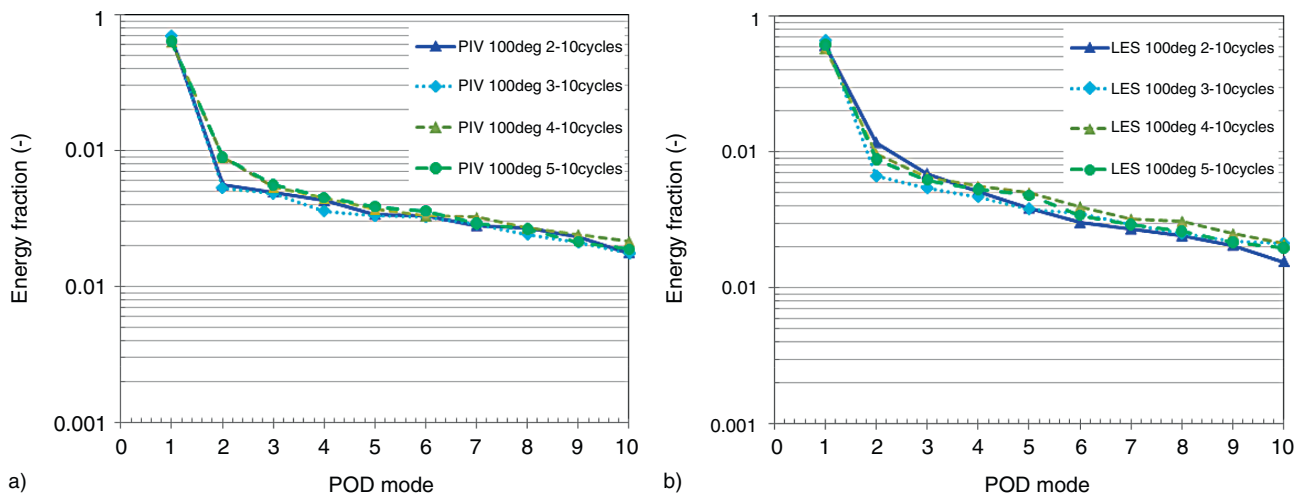 1
0.01
0.01
0.001
0
1
2
3
4
5
6
7
8
9
10
Energy fraction (-)
POD mode
PIV 100deg 2-10cycles
PIV 100deg 3-10cycles
PIV 100deg 4-10cycles
PIV 100deg 5-10cycles
a)
1
0.01
0.01
0.001
0
1
2
3
4
5
6
7
8
9
10
Energy fraction (-)
POD mode
LES 100deg 2-10cycles
LES 100deg 3-10cycles
LES 100deg 4-10cycles
LES 100deg 5-10cycles
b)